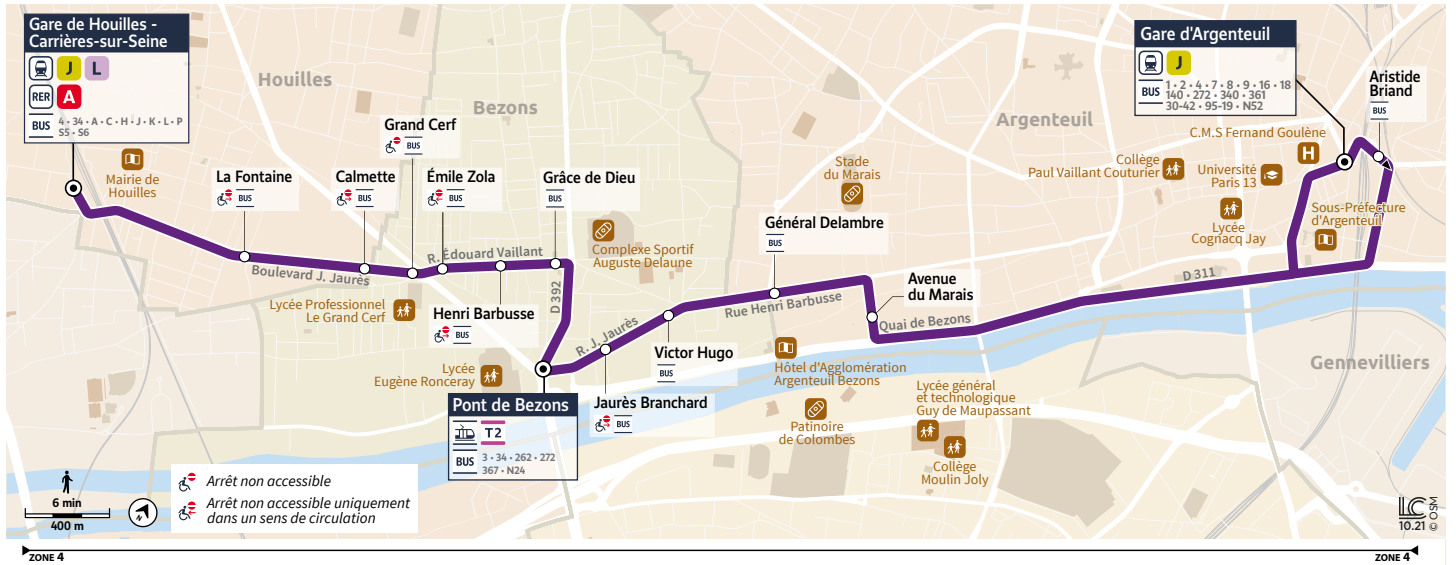 Gare de Houilles -
Carrières-sur-Seine
J L
RER A
BUS 4 • 34 • A • C • H • J • K • L • P
S5 • S6
Houilles
Mairie de
Houilles
La Fontaine
BUS
Calmette
BUS
Grand Cerf
BUS
Émile Zola
BUS
Grâce de Dieu
BUS
Bezons
Boulevard J. Jaurès
R. Édouard Vaillant
D 392
Lycée Professionnel
Le Grand Cerf
Henri Barbusse
BUS
Complexe Sportif
Auguste Delaune
Lycée
Eugène Ronceray
Pont de Bezons
T2
BUS 3 • 34 • 262 • 272
367 • N24
R. J. Jaurès
Jaurès Branchard
BUS
Victor Hugo
BUS
Général Delambre
BUS
Rue Henri Barbusse
Stade
du Marais
Avenue
du Marais
Quai de Bezons
Hôtel d'Agglomération
Argenteuil Bezons
Patinoire
de Colombes
Lycée général
et technologique
Guy de Maupassant
Collège
Moulin Joly
Argenteuil
Collège
Paul Vaillant Couturier
Université
Paris 13
Lycée
Cognacq Jay
C.M.S Fernand Goulène
H
Sous-Préfecture
d'Argenteuil
D 311
Gare d'Argenteuil
J
BUS 1 • 2 • 4 • 7 • 8 • 9 • 16 • 18
140 • 272 • 340 • 361
30-42 • 95-19 • N52
Aristide
Briand
BUS
Gennevilliers
6 min
400 m
N
Arrêt non accessible
Arrêt non accessible uniquement
dans un sens de circulation
LC
10.21
© OSM
ZONE 4
ZONE 4